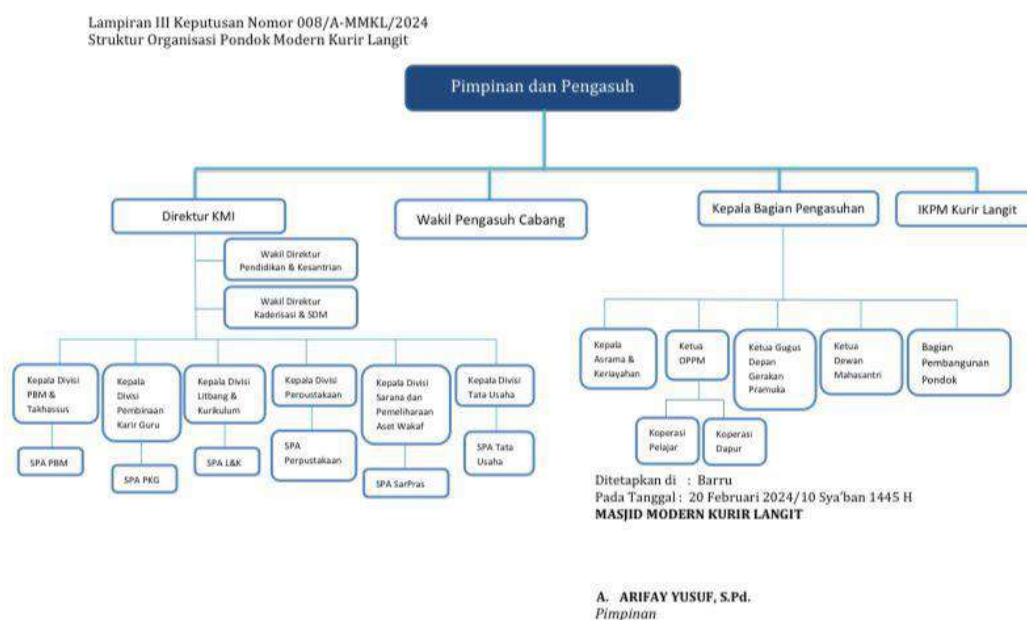 Lampiran III Keputusan Nomor 008/A-MMKL/2024
Struktur Organisasi Pondok Modern Kurir Langit
Pimpinan dan Pengasuh
Direktur KMI
Wakil Pengasuh Cabang
Kepala Bagian Pengasuhan
IKPM Kurir Langit
Wakil Direktur
Pendidikan & Kesantrian
Wakil Direktur
Kaderisasi & SDM
Kepala Divisi
PBM &
Takhassus
Kepala
Divisi
Pembinaan
Karir Guru
Kepala Divisi
Litbang &
Kurikulum
Kepala Divisi
Perpustakaan
Kepala Divisi
Sarana dan
Pemeliharaan
Aset Wakaf
Kepala Divisi
Tata Usaha
SPA PBM
SPA PKG
SPA L&K
SPA
Perpustakaan
SPA SarPras
SPA Tata
Usaha
Kepala
Asrama &
Keriayahan
Ketua
OPPM
Ketua Gugus
Depan
Gerakan
Pramuka
Ketua
Dewan
Mahasantri
Bagian
Pembangunan
Pondok
Koperasi
Pelajar
Koperasi
Dapur
Ditetapkan di : Barru
Pada Tanggal : 20 Februari 2024/10 Sya'ban 1445 H
MASJID MODERN KURIR LANGIT
A. ARIFAY YUSUF, S.Pd.
Pimpinan